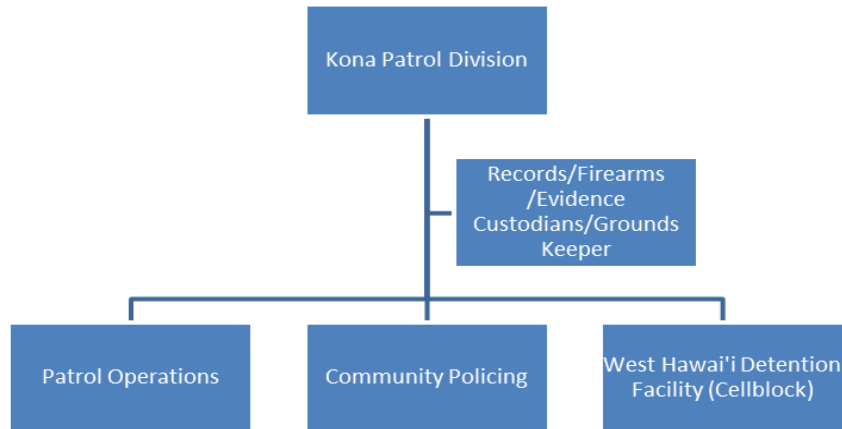 Kona Patrol Division
Records/Firearms
/Evidence
Custodians/Grounds
Keeper
Patrol Operations
Community Policing
West Hawai'i Detention
Facility (Cellblock)